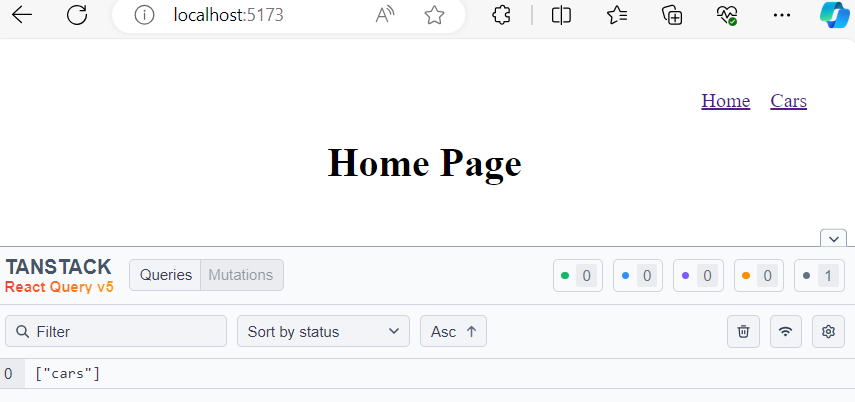 localhost:5173
Home Cars
Home Page
TANSTACK
React Query v5
Queries Mutations
0 0 0 0 1
Filter
Sort by status
Asc ↑
0 ["cars"]